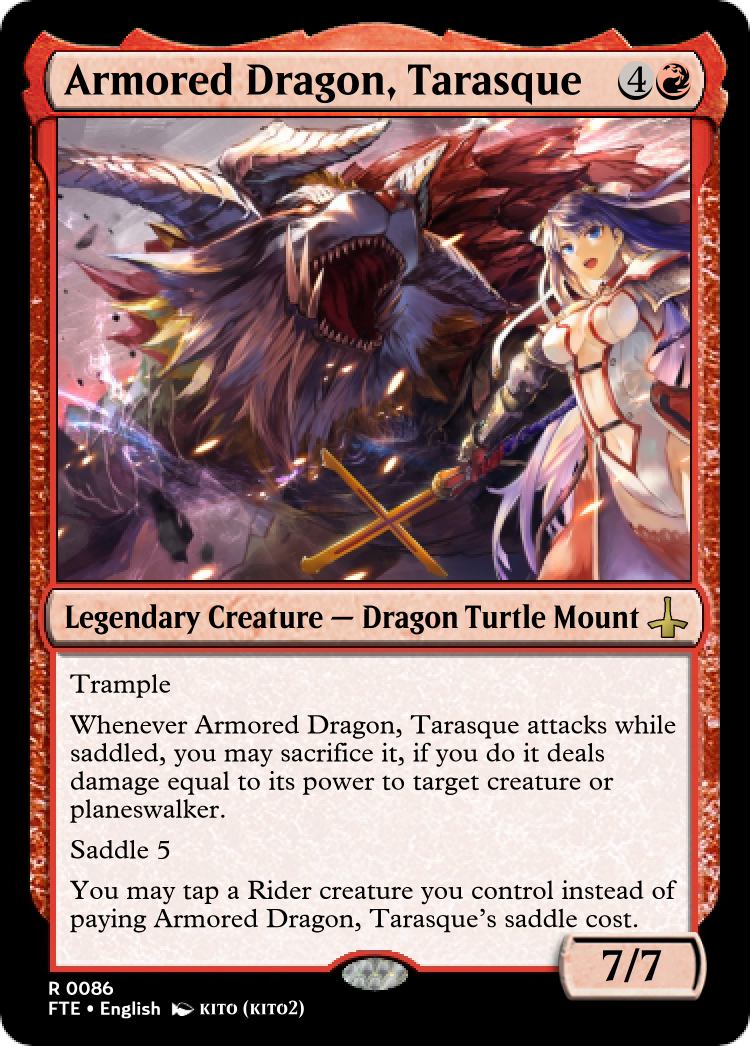 Armored Dragon, Tarasque 4
Legendary Creature — Dragon Turtle Mount
Trample
Whenever Armored Dragon, Tarasque attacks while
saddled, you may sacrifice it, if you do it deals
damage equal to its power to target creature or
planeswalker.
Saddle 5
You may tap a Rider creature you control instead of
paying Armored Dragon, Tarasque's saddle cost.
7/7
R 0086
FTE • English KITO (KITO2)